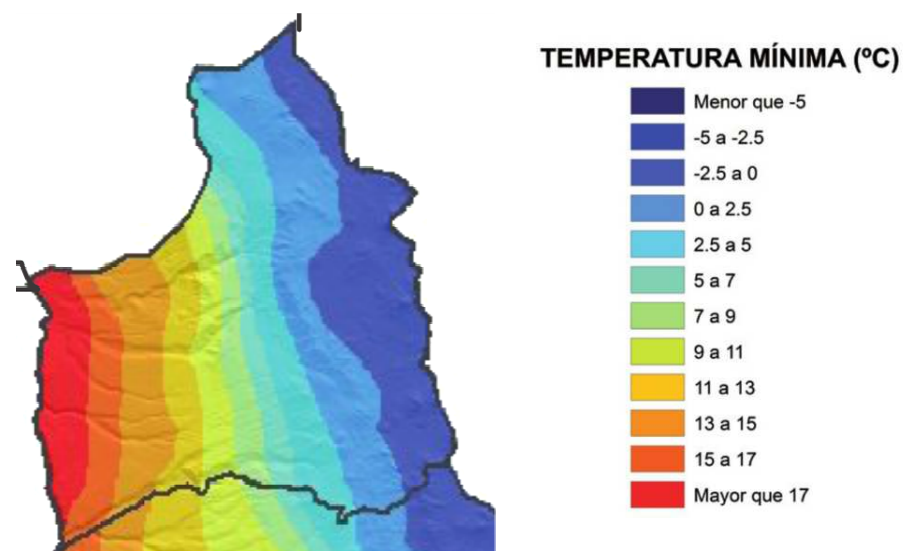 TEMPERATURA MÍNIMA (ºC)
Menor que -5
-5 a -2.5
-2.5 a 0
0 a 2.5
2.5 a 5
5 a 7
7 a 9
9 a 11
11 a 13
13 a 15
15 a 17
Mayor que 17